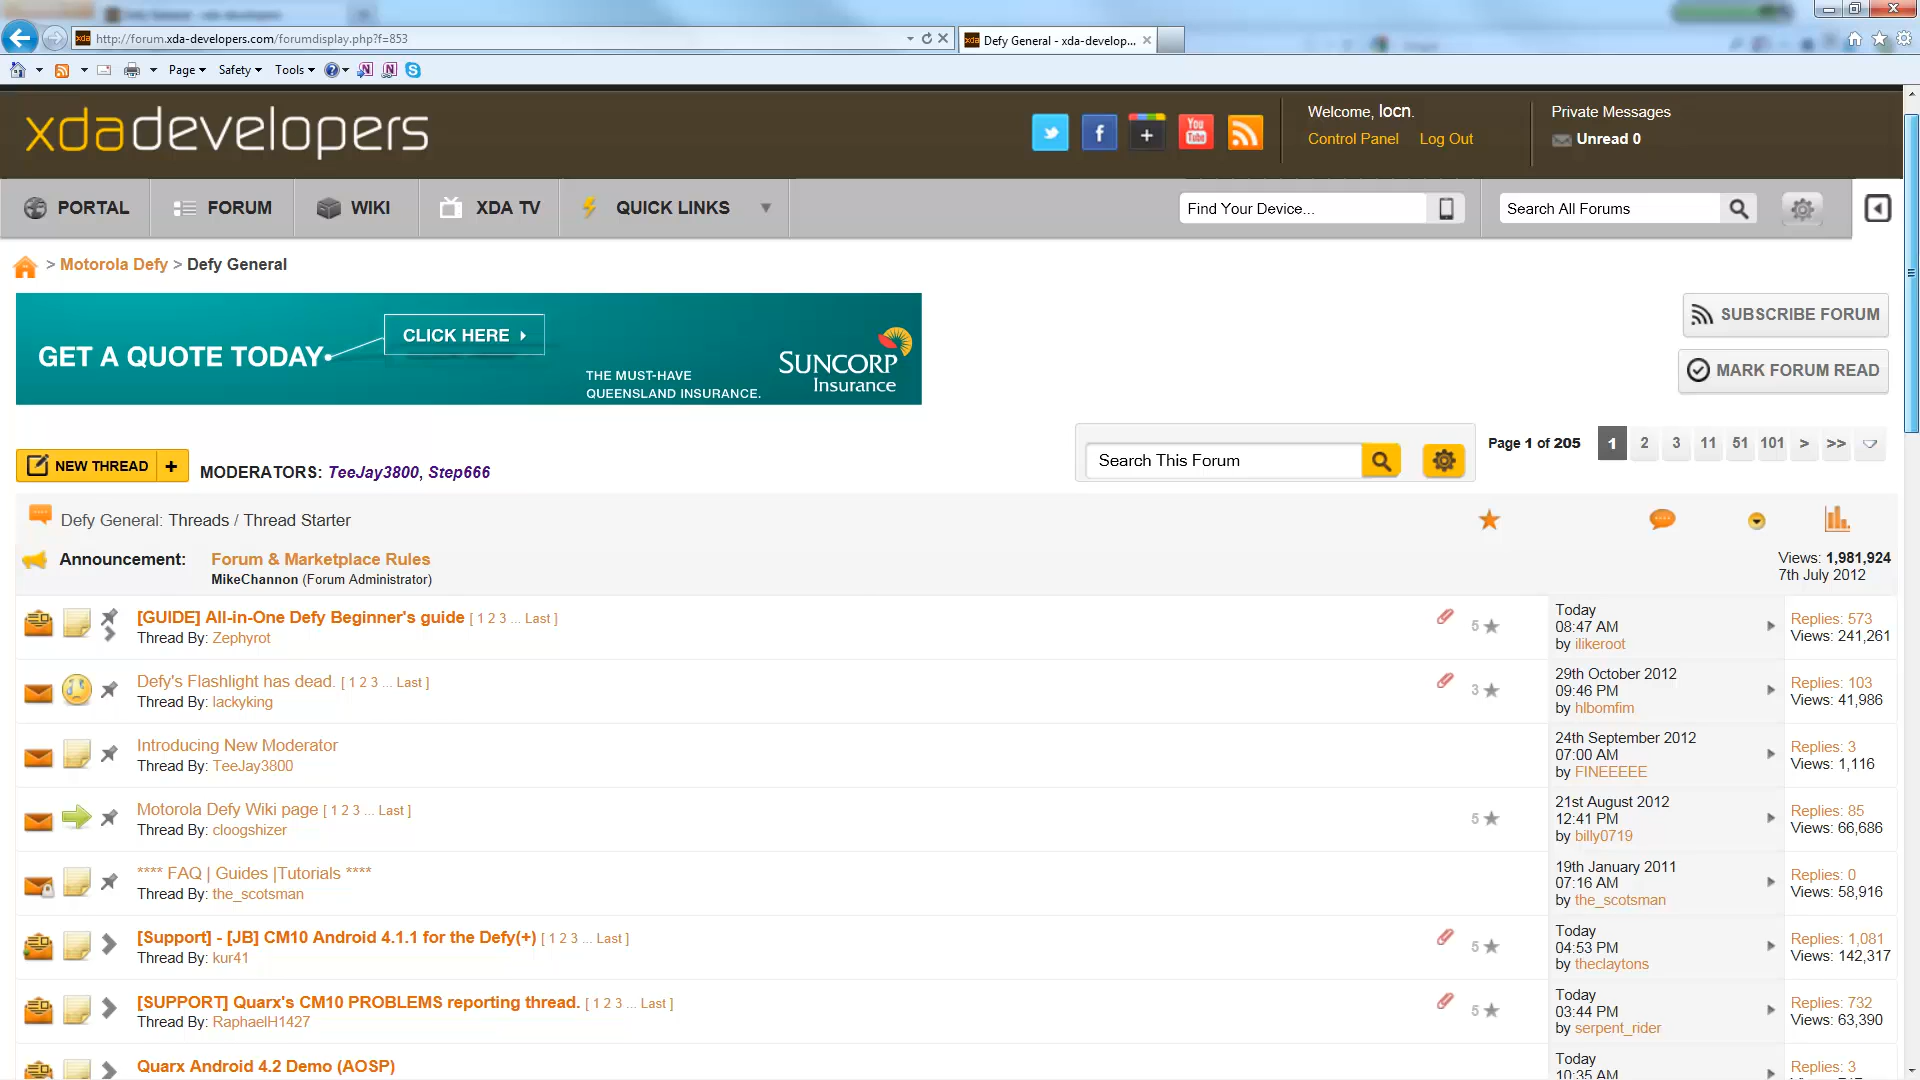 http://forum.xda-developers.com/forumdisplay.php?f=853
Defy General - xda-develop...
Page Safety Tools
xdadevelopers
Welcome, locn.
Control Panel Log Out
Private Messages
Unread 0
PORTAL FORUM WIKI XDA TV QUICK LINKS
Find Your Device...
Search All Forums
> Motorola Defy > Defy General
GET A QUOTE TODAY
CLICK HERE
THE MUST-HAVE
QUEENSLAND INSURANCE.
SUNCORP
Insurance
SUBSCRIBE FORUM
MARK FORUM READ
NEW THREAD +
MODERATORS: TeeJay3800, Step666
Search This Forum
Page 1 of 205 1 2 3 11 51 101 > >>
Defy General: Threads / Thread Starter
Announcement: Forum & Marketplace Rules
MikeChannon (Forum Administrator)
Views: 1,981,924
7th July 2012
[GUIDE] All-in-One Defy Beginner's guide [ 1 2 3 ... Last ]
Thread By: Zephyrot
5
Today
08:47 AM
by ilikeroot
Replies: 573
Views: 241,261
Defy's Flashlight has dead. [ 1 2 3 ... Last ]
Thread By: lackyking
3
29th October 2012
09:46 PM
by hlbomfim
Replies: 103
Views: 41,986
Introducing New Moderator
Thread By: TeeJay3800
24th September 2012
07:00 AM
by FINEEEEE
Replies: 3
Views: 1,116
Motorola Defy Wiki page [ 1 2 3 ... Last ]
Thread By: cloogshizer
5
21st August 2012
12:41 PM
by billy0719
Replies: 85
Views: 66,686
**** FAQ | Guides |Tutorials ****
Thread By: the_scotsman
19th January 2011
07:16 AM
by the_scotsman
Replies: 0
Views: 58,916
[Support] - [JB] CM10 Android 4.1.1 for the Defy(+) [ 1 2 3 ... Last ]
Thread By: kur41
5
Today
04:53 PM
by theclaytons
Replies: 1,081
Views: 142,317
[SUPPORT] Quarx's CM10 PROBLEMS reporting thread. [ 1 2 3 ... Last ]
Thread By: RaphaelH1427
5
Today
03:44 PM
by serpent_rider
Replies: 732
Views: 63,390
Quarx Android 4.2 Demo (AOSP)
Today
10:35 AM
Replies: 3